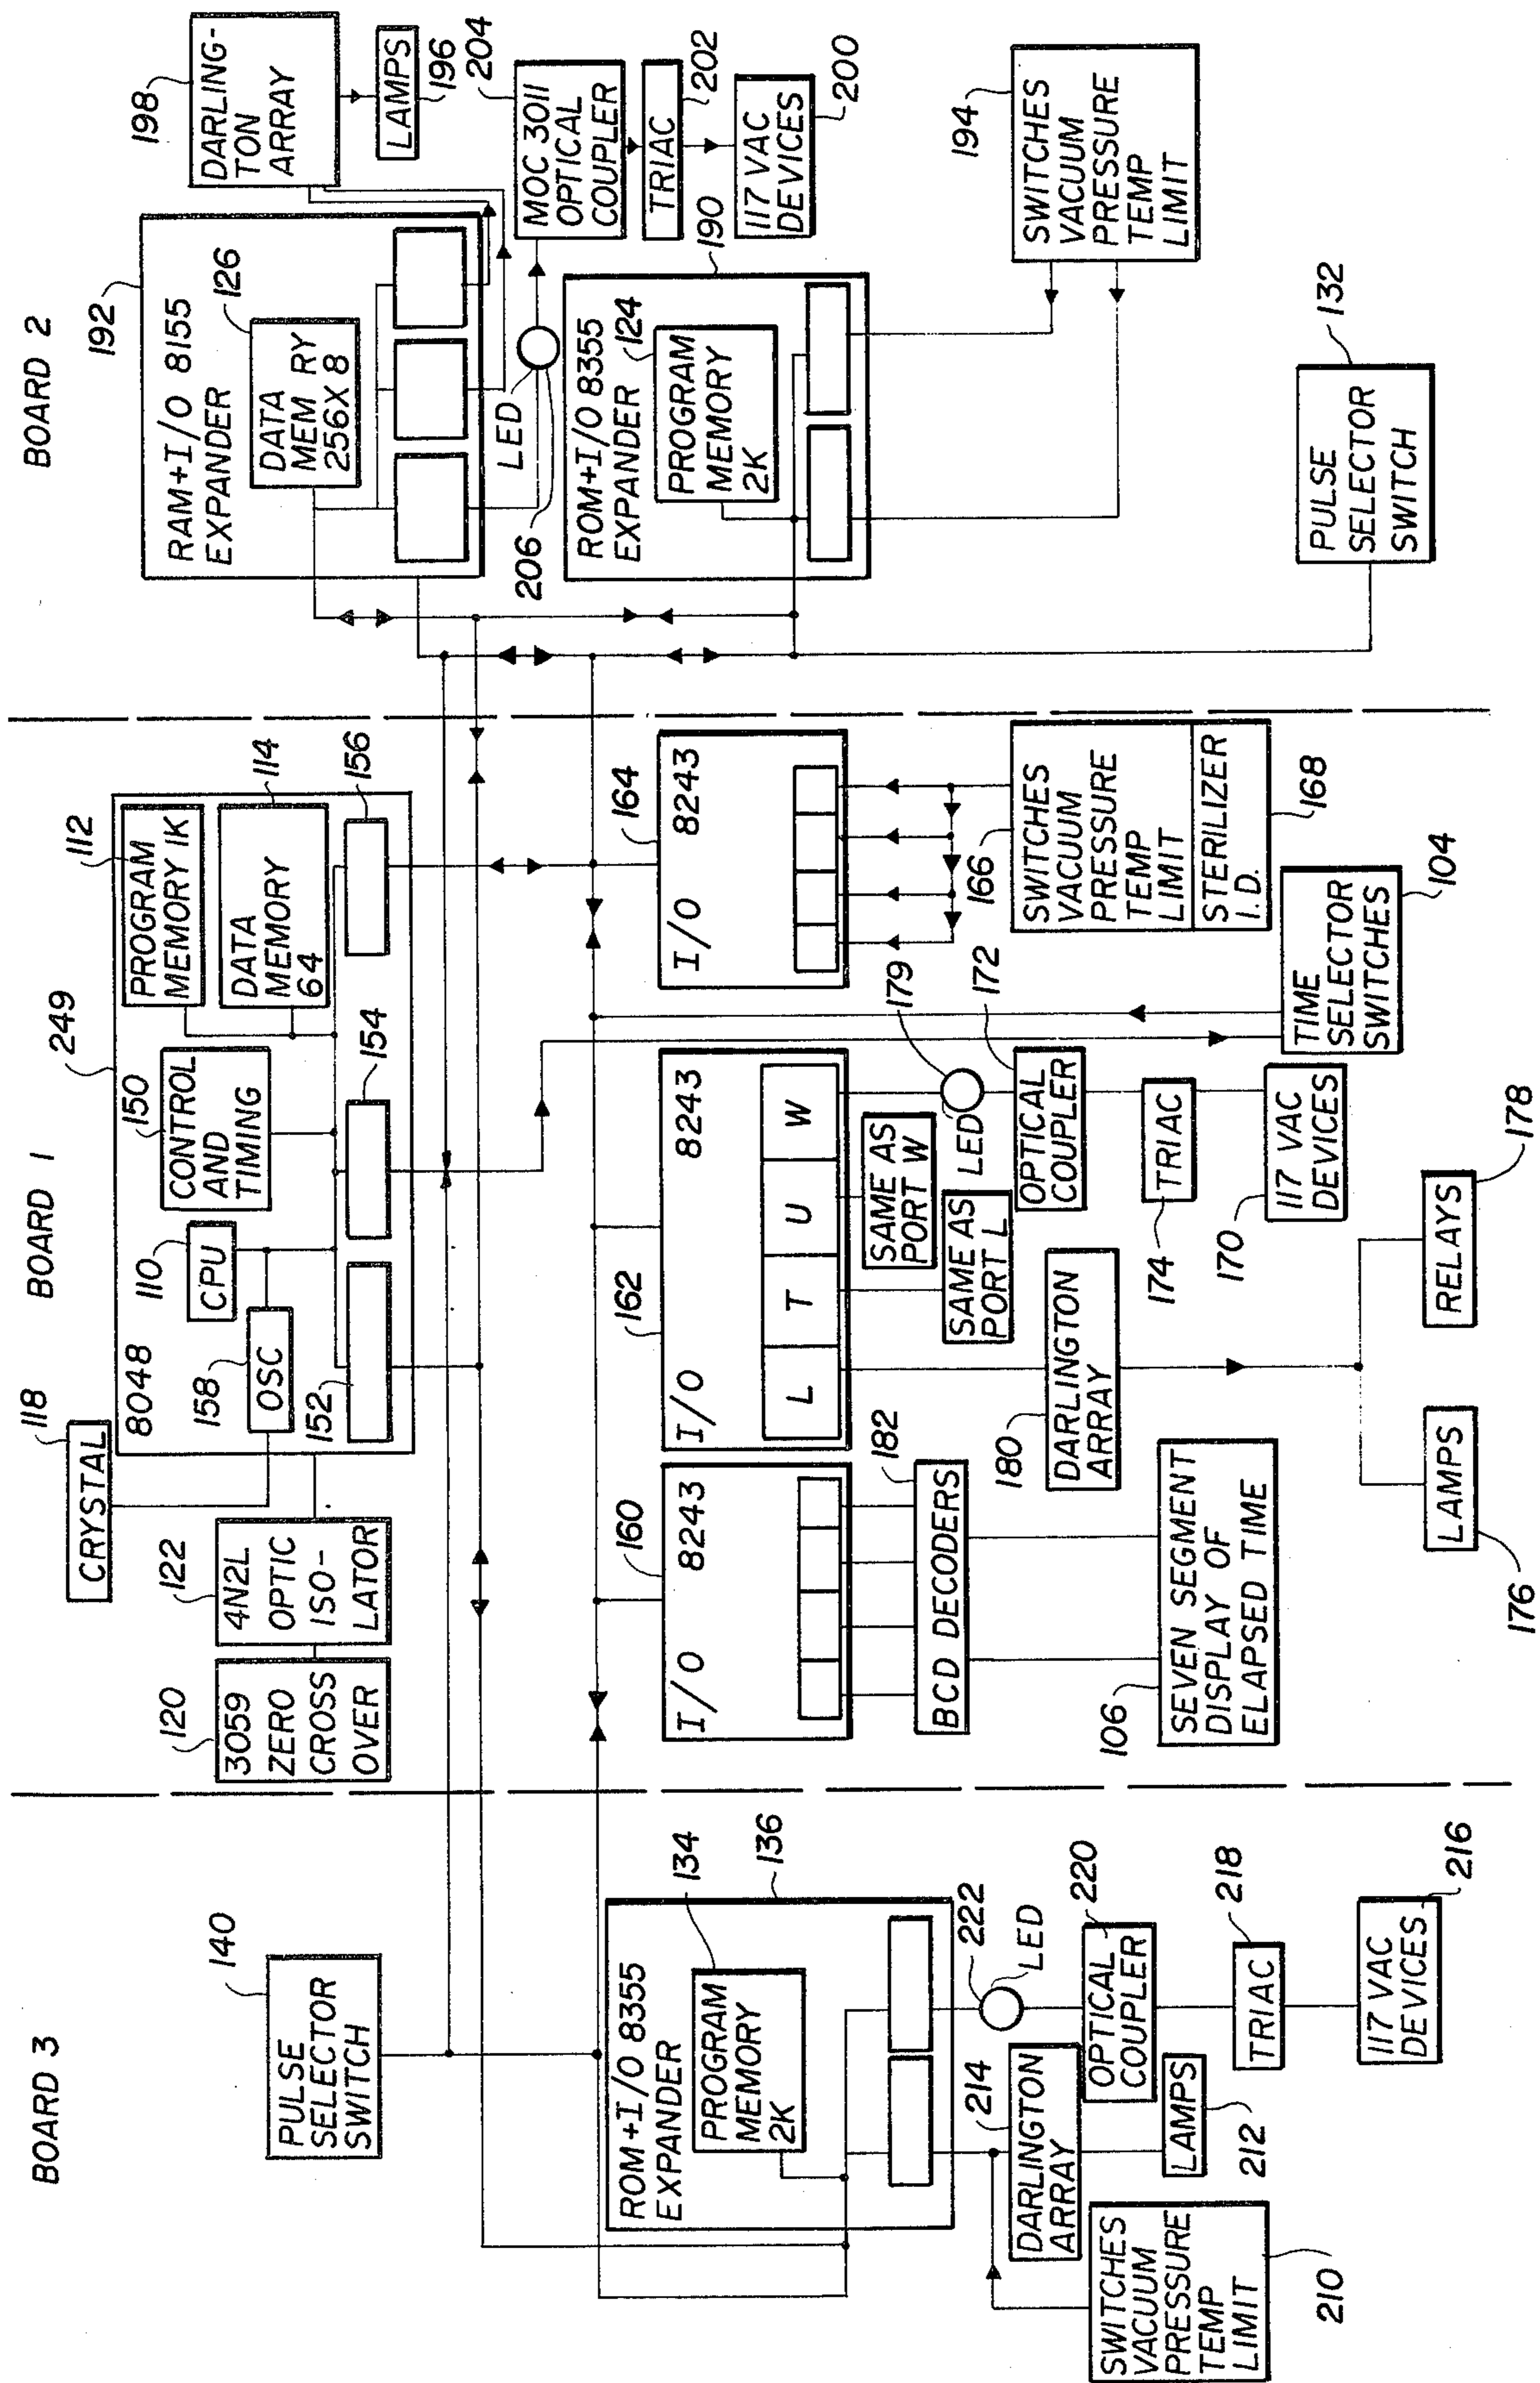 BOARD 3
140
PULSE
SELECTOR
SWITCH
ROM+I/O 8355
EXPANDER
134
136
PROGRAM
MEMORY
2K
222
LED
214
DARLINGTON
ARRAY
220
OPTICAL
COUPLER
218
TRIAC
216
117 VAC
DEVICES
LAMPS
212
SWITCHES
VACUUM
PRESSURE
TEMP
LIMIT
210
BOARD 1
118
CRYSTAL
120
3059
ZERO
CROSS
OVER
122
4N2L
OPTIC
ISO-
LATOR
249
8048
158
OSC
110
CPU
150
CONTROL
AND
TIMING
112
PROGRAM
MEMORY 1K
114
DATA
MEMORY
64
152
154
156
160
I/O 8243
182
BCD DECODERS
106
SEVEN SEGMENT
DISPLAY OF
ELAPSED TIME
162
I/O 8243
L T U W
SAME AS
PORT W
SAME AS
PORT L
180
DARLINGTON
ARRAY
LAMPS
176
RELAYS
178
179
LED
172
OPTICAL
COUPLER
174
TRIAC
170
117 VAC
DEVICES
164
I/O 8243
166
SWITCHES
VACUUM
PRESSURE
TEMP
LIMIT
STERILIZER
I.D.
168
TIME
SELECTOR
SWITCHES
104
BOARD 2
192
RAM+I/O 8155
EXPANDER
126
DATA
MEM RY
256X8
198
DARLING-
TON
ARRAY
LAMPS
196
LED
206
204
MOC 3011
OPTICAL
COUPLER
202
TRIAC
117 VAC
DEVICES
200
190
ROM+I/O 8355
EXPANDER
124
PROGRAM
MEMORY
2K
194
SWITCHES
VACUUM
PRESSURE
TEMP
LIMIT
132
PULSE
SELECTOR
SWITCH